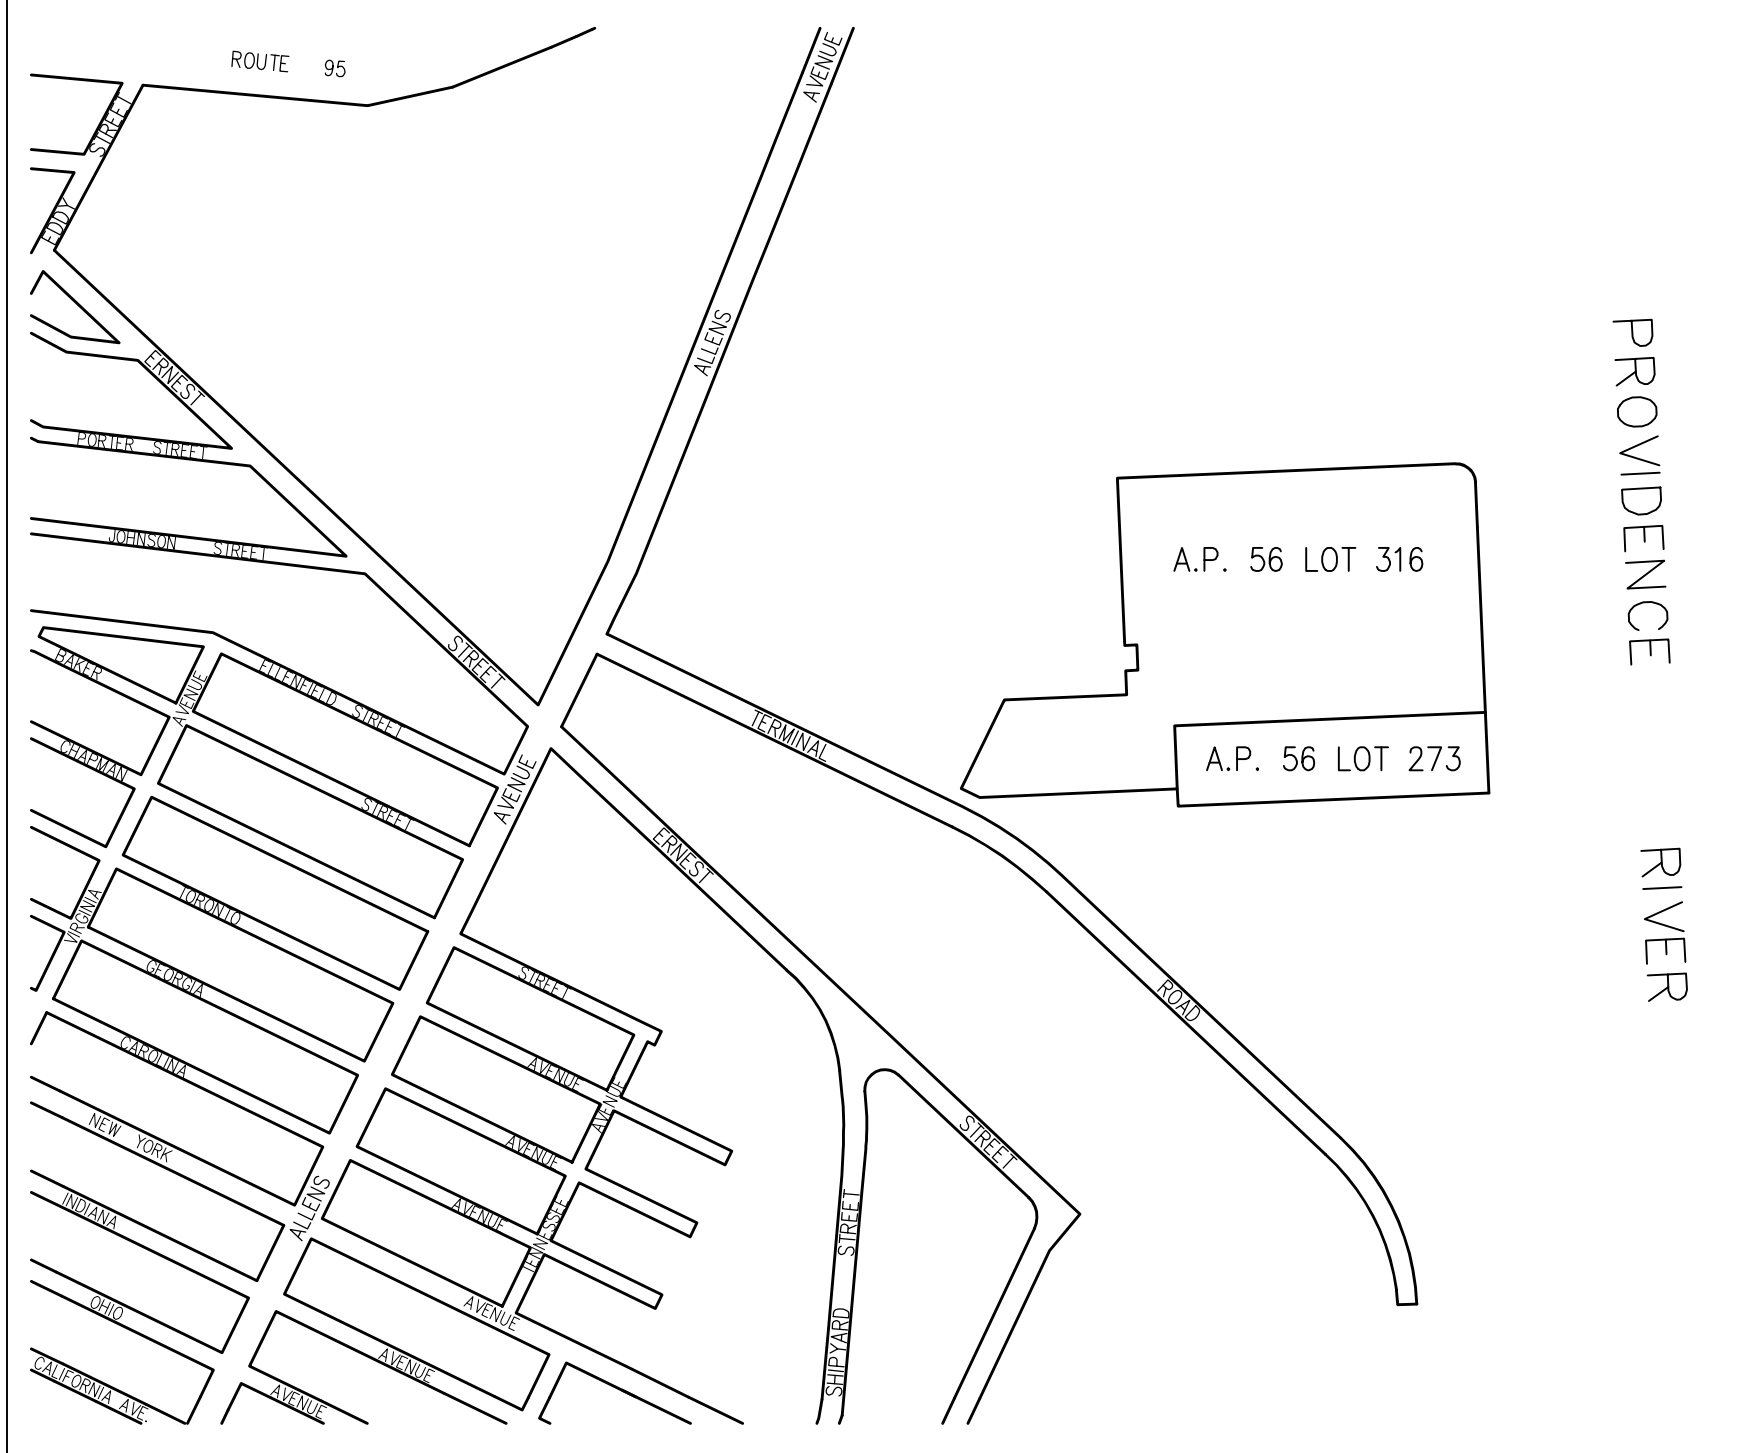 ROUTE 95
AVENUE
EDDY STREET
ALLENS
ERNEST
PORTER STREET
JOHNSON STREET
STREET
BAKER
AVENUE
ELLENFIELD STREET
CHAPMAN
STREET
AVENUE
TERMINAL
A.P. 56 LOT 316
A.P. 56 LOT 273
PROVIDENCE
RIVER
ERNEST
VIRGINIA
TORONTO
STREET
GEORGIA
AVENUE
AVENUE
CAROLINA
AVENUE
ROAD
NEW YORK
AVENUE
TENNESSEE
STREET
INDIANA
ALLENS
AVENUE
SHIPYARD STREET
OHIO
AVENUE
CALIFORNIA AVE.
AVENUE